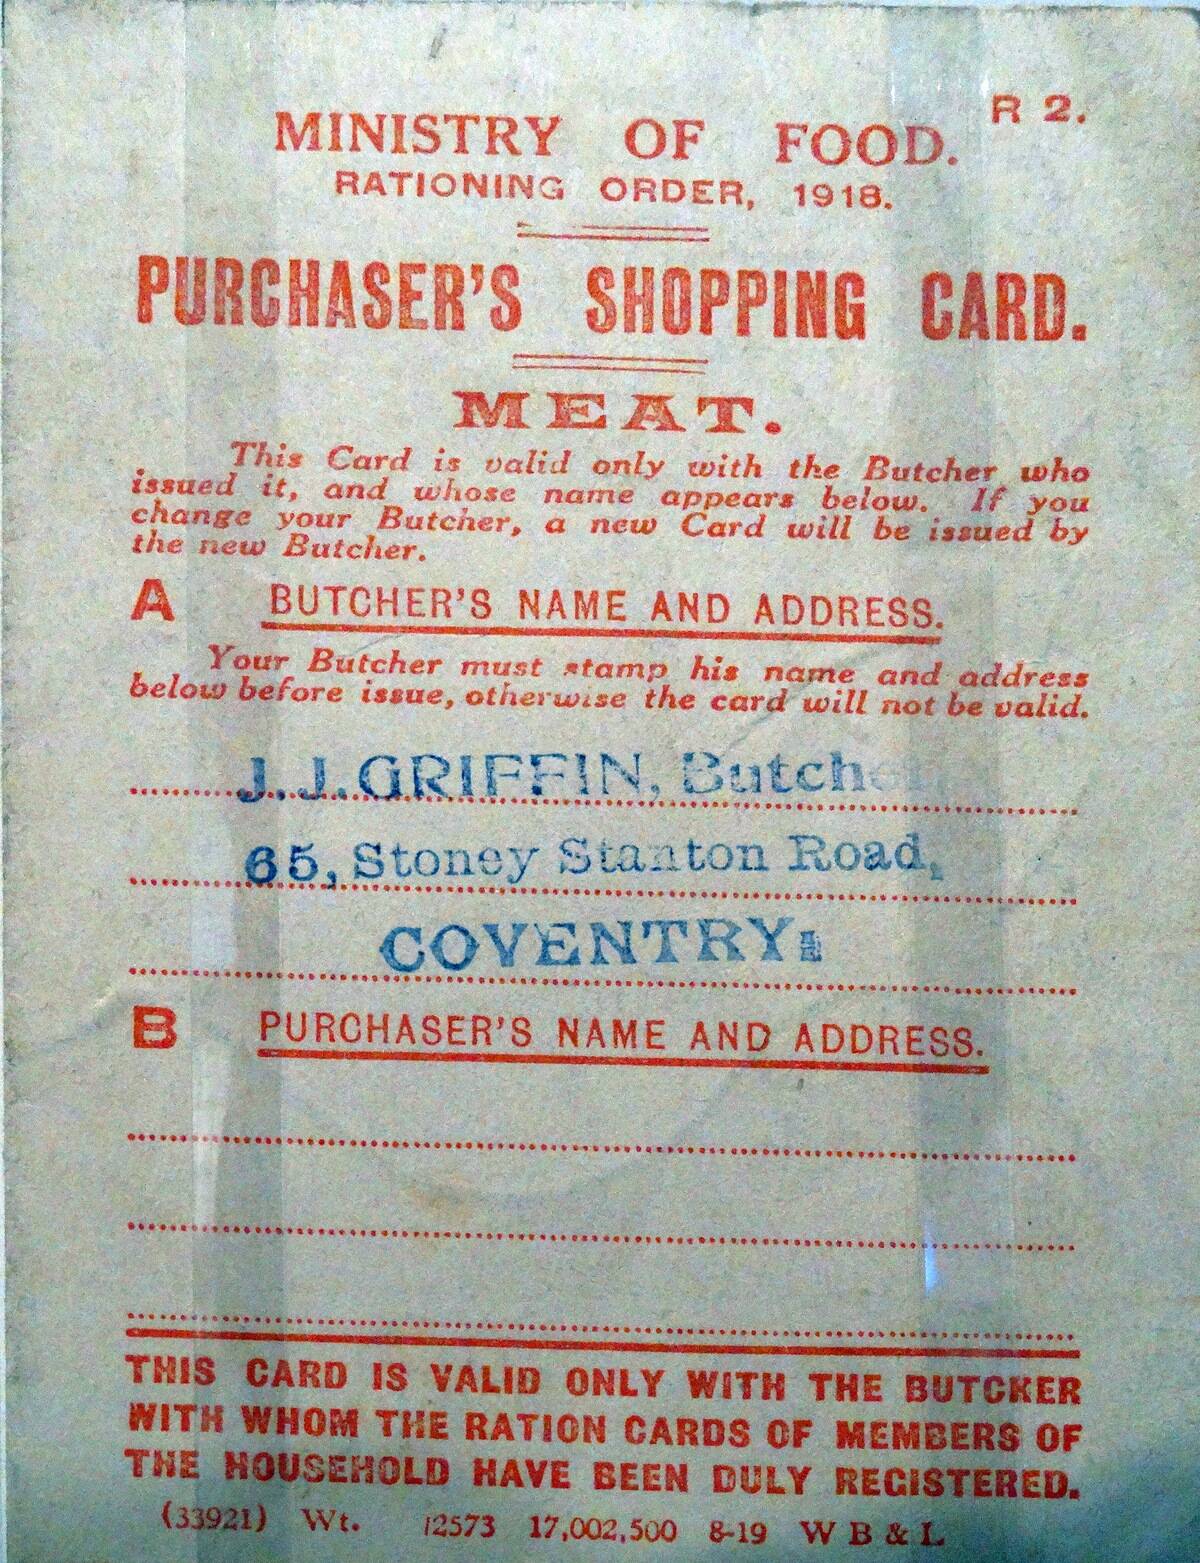 R 2.
MINISTRY OF FOOD.
RATIONING ORDER, 1918.
PURCHASER'S SHOPPING CARD.
MEAT.
This Card is valid only with the Butcher who
issued it, and whose name appears below. If you
change your Butcher, a new Card will be issued by
the new Butcher.
A BUTCHER'S NAME AND ADDRESS.
Your Butcher must stamp his name and address
below before issue, otherwise the card will not be valid.
J. J. GRIFFIN, Butcher
65, Stoney Stanton Road,
COVENTRY.
B PURCHASER'S NAME AND ADDRESS.
THIS CARD IS VALID ONLY WITH THE BUTCHER
WITH WHOM THE RATION CARDS OF MEMBERS OF
THE HOUSEHOLD HAVE BEEN DULY REGISTERED.
(33921) Wt. 12573 17,002,500 8-19 W B & L